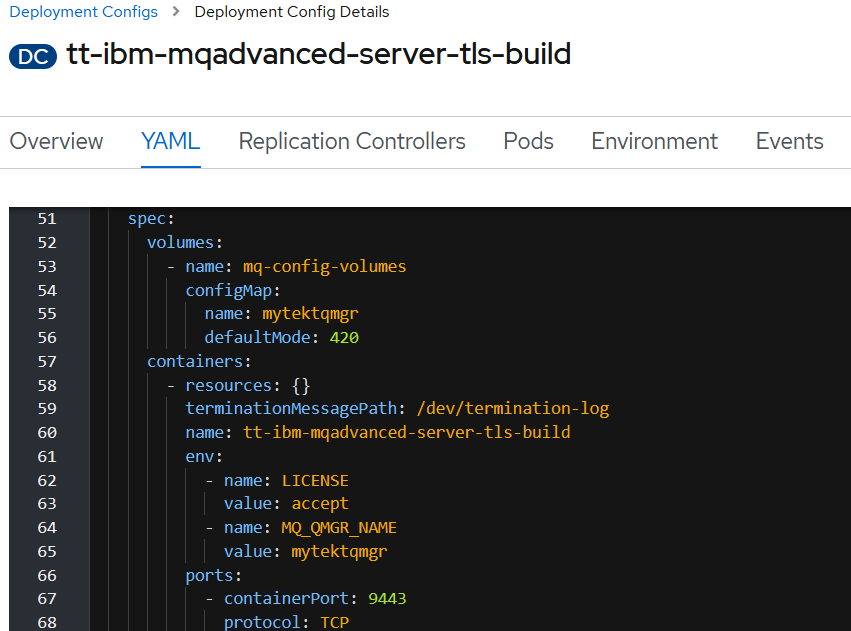 Deployment Configs > Deployment Config Details
DC tt-ibm-mqadvanced-server-tls-build
Overview YAML Replication Controllers Pods Environment Events
51 spec:
52 volumes:
53 - name: mq-config-volumes
54 configMap:
55 name: mytektqmgr
56 defaultMode: 420
57 containers:
58 - resources: {}
59 terminationMessagePath: /dev/termination-log
60 name: tt-ibm-mqadvanced-server-tls-build
61 env:
62 - name: LICENSE
63 value: accept
64 - name: MQ_QMGR_NAME
65 value: mytektqmgr
66 ports:
67 - containerPort: 9443
68 protocol: TCP